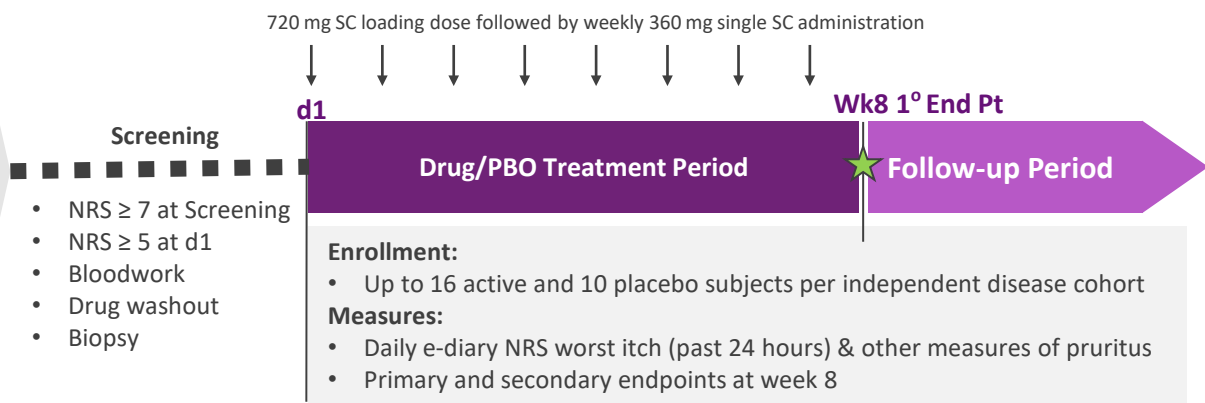 720 mg SC loading dose followed by weekly 360 mg single SC administration
d1
Wk8 1º End Pt
Screening
Drug/PBO Treatment Period
Follow-up Period
• NRS ≥ 7 at Screening
• NRS ≥ 5 at d1
• Bloodwork
• Drug washout
• Biopsy
Enrollment:
• Up to 16 active and 10 placebo subjects per independent disease cohort
Measures:
• Daily e-diary NRS worst itch (past 24 hours) & other measures of pruritus
• Primary and secondary endpoints at week 8